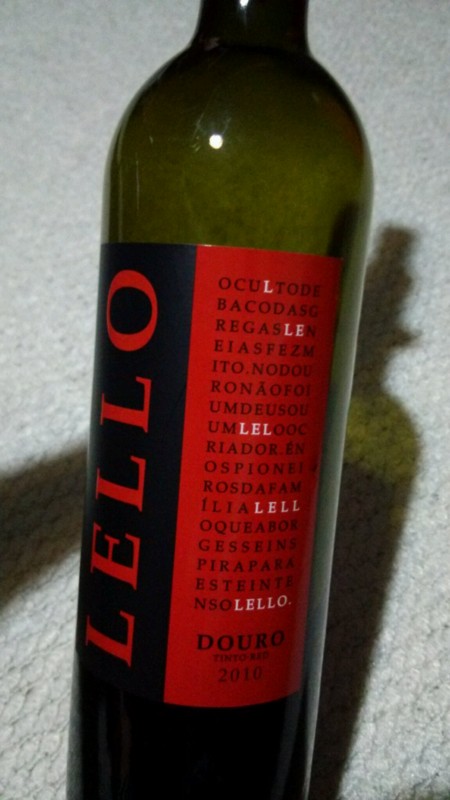 LELLO
OCULTODE
BACODASG
REGASLEN
EIASFEZM
ITO.NODOU
RONÃOFOI
UMDEUSOU
UMLELOOC
RIADOR.ÉN
OSPIONEI
ROSDAFAM
ÍLIALELL
OQUEABOR
GESSEINS
PIRAPARA
ESTEINTE
NSOLELLO.
DOURO
TINTO·RED
2010